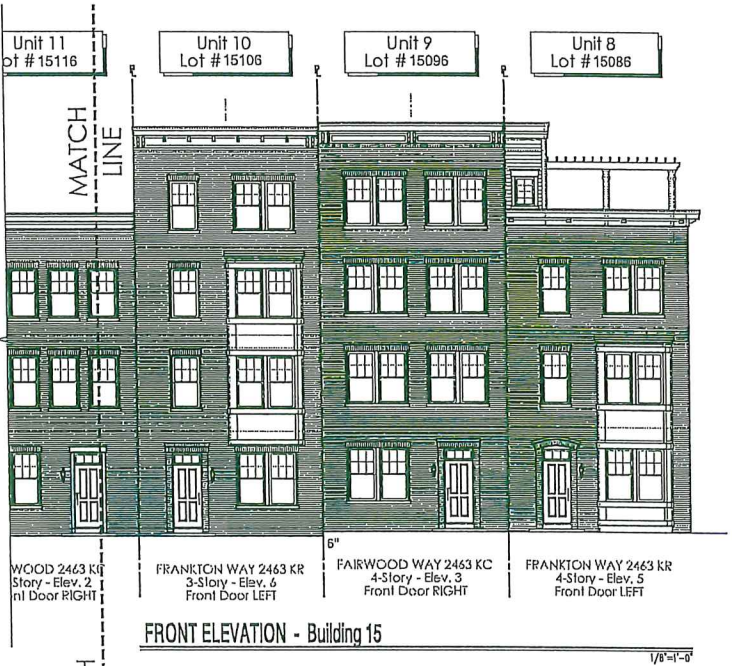 Unit 11
ot # 15116
Unit 10
Lot # 15106
Unit 9
Lot # 15096
Unit 8
Lot # 15086
MATCH
LINE
6"
WOOD 2463 KC
Story - Elev. 2
nt Door RIGHT
FRANKTON WAY 2463 KR
3-Story - Elev. 6
Front Door LEFT
FAIRWOOD WAY 2463 KC
4-Story - Elev. 3
Front Door RIGHT
FRANKTON WAY 2463 KR
4-Story - Elev. 5
Front Door LEFT
FRONT ELEVATION - Building 15
1/8"=1'-0"
H